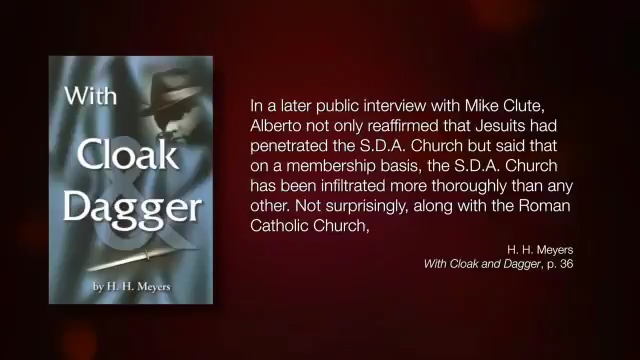 With
Cloak
&
Dagger
by H. H. Meyers
In a later public interview with Mike Clute,
Alberto not only reaffirmed that Jesuits had
penetrated the S.D.A. Church but said that
on a membership basis, the S.D.A. Church
has been infiltrated more thoroughly than any
other. Not surprisingly, along with the Roman
Catholic Church,
H. H. Meyers
With Cloak and Dagger, p. 36